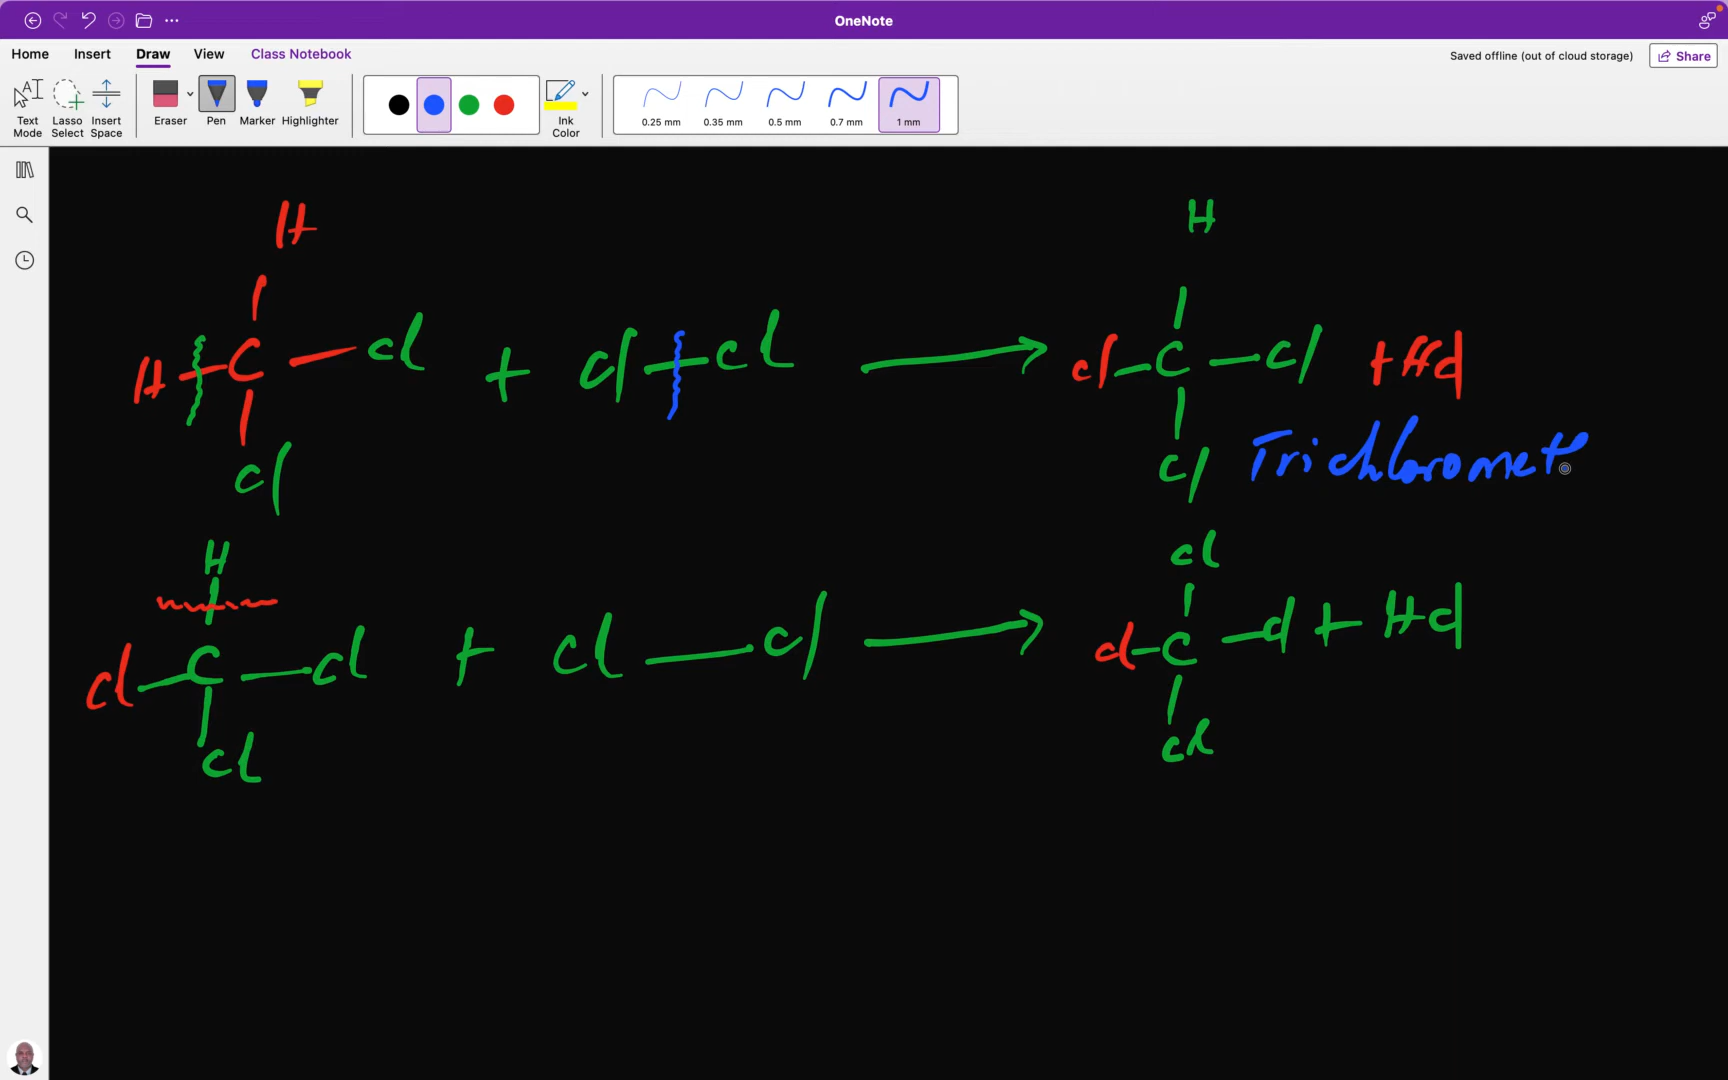 OneNote
Home Insert Draw View Class Notebook
Saved offline (out of cloud storage) Share
Text Mode
Lasso Select
Insert Space
Eraser
Pen
Marker
Highlighter
Ink Color
0.25 mm 0.35 mm 0.5 mm 0.7 mm 1 mm
H
H
H - C - Cl + Cl - Cl → Cl - C - Cl + HCl
Cl
Cl Trichlorometh
H
Cl
Cl - C - Cl + Cl - Cl → Cl - C - Cl + HCl
Cl
Cl